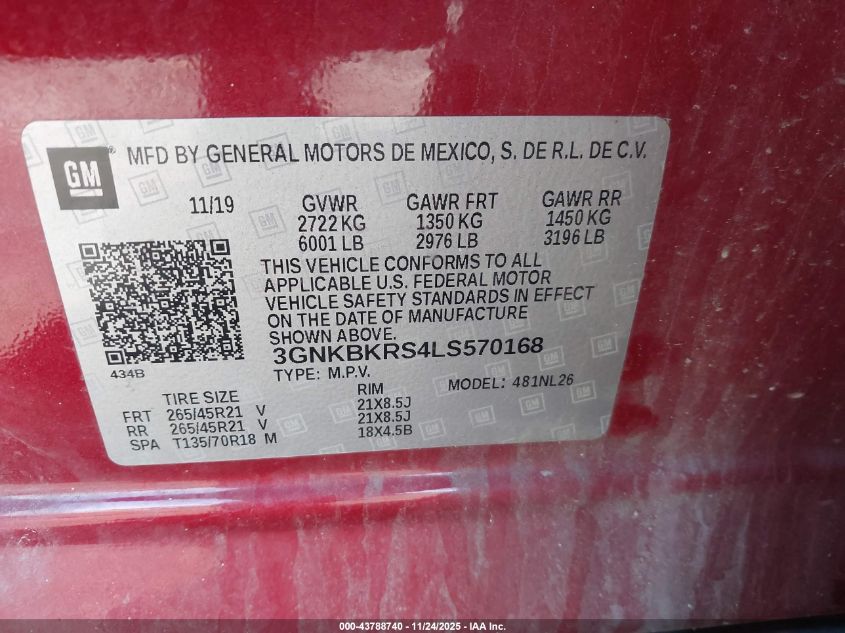 GM
MFD BY GENERAL MOTORS DE MEXICO, S. DE R.L. DE C.V.
11/19 GVWR GAWR FRT GAWR RR
2722 KG 1350 KG 1450 KG
6001 LB 2976 LB 3196 LB
THIS VEHICLE CONFORMS TO ALL
APPLICABLE U.S. FEDERAL MOTOR
VEHICLE SAFETY STANDARDS IN EFFECT
ON THE DATE OF MANUFACTURE
SHOWN ABOVE.
3GNKBKRS4LS570168
434B
TYPE: M.P.V. MODEL: 481NL26
TIRE SIZE RIM
FRT 265/45R21 V 21X8.5J
RR 265/45R21 V 21X8.5J
SPA T135/70R18 M 18X4.5B
000-43788740 - 11/24/2025 - IAA Inc.